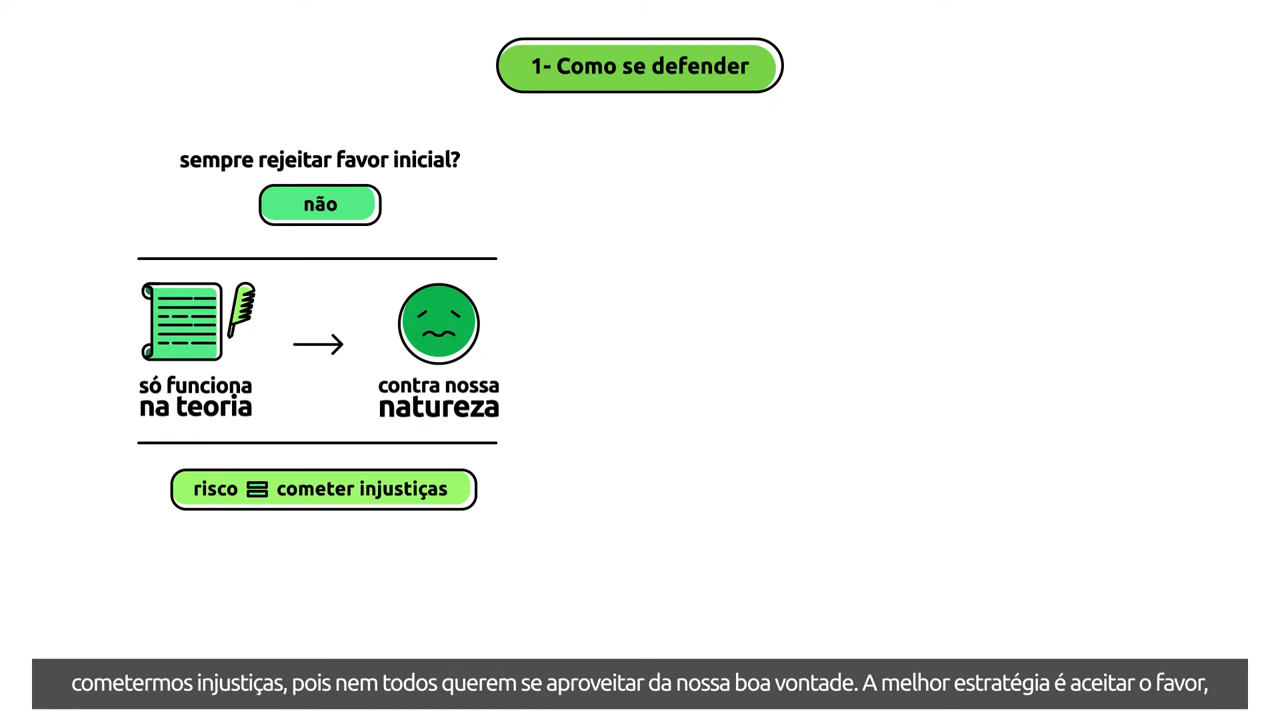 1- Como se defender
sempre rejeitar favor inicial?
não
só funciona
na teoria
contra nossa
natureza
risco = cometer injustiças
cometermos injustiças, pois nem todos querem se aproveitar da nossa boa vontade. A melhor estratégia é aceitar o favor,